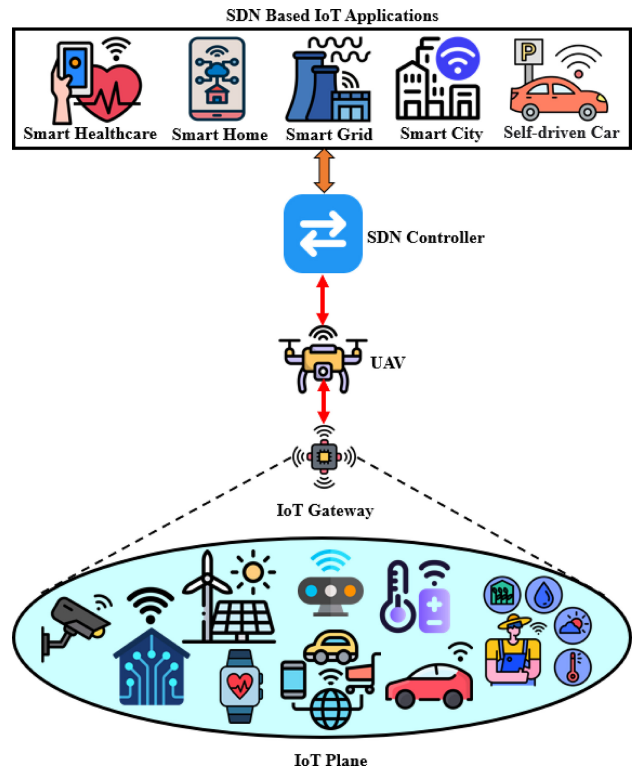 SDN Based IoT Applications
P
Smart Healthcare
Smart Home
Smart Grid
Smart City
Self-driven Car
SDN Controller
UAV
IoT Gateway
IoT Plane